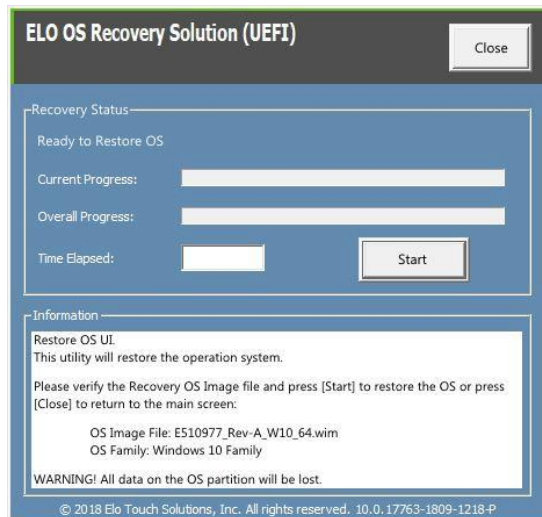 ELO OS Recovery Solution (UEFI)
Close
Recovery Status
Ready to Restore OS
Current Progress:
Overall Progress:
Time Elapsed:
Start
Information
Restore OS UI.
This utility will restore the operation system.
Please verify the Recovery OS Image file and press [Start] to restore the OS or press
[Close] to return to the main screen:
OS Image File: E510977_Rev-A_W10_64.wim
OS Family: Windows 10 Family
WARNING! All data on the OS partition will be lost.
© 2018 Elo Touch Solutions, Inc. All rights reserved. 10.0.17763-1809-1218-P